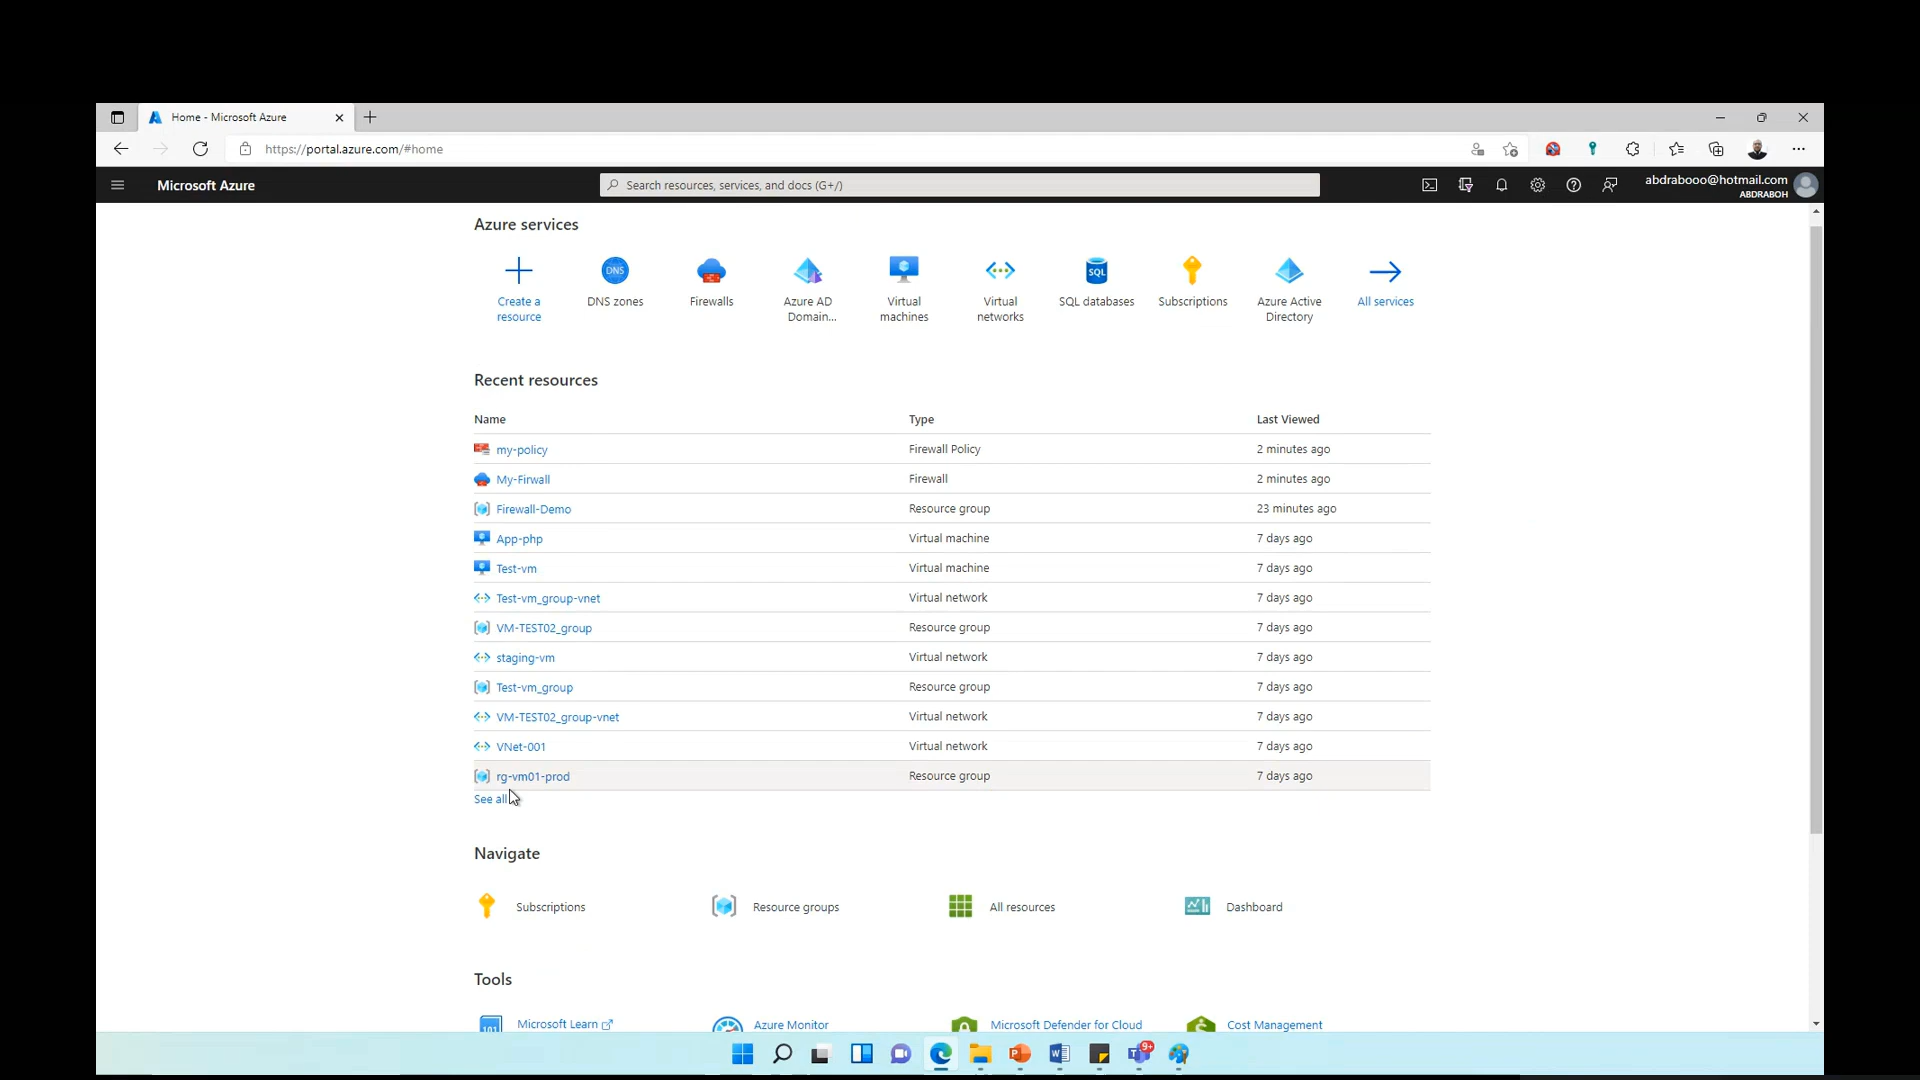 Home - Microsoft Azure
https://portal.azure.com/#home
Microsoft Azure
Search resources, services, and docs (G+/)
abdrabooo@hotmail.com
ABDRABOH
Azure services
Create a resource
DNS
DNS zones
Firewalls
Azure AD Domain...
Virtual machines
Virtual networks
SQL
SQL databases
Subscriptions
Azure Active Directory
All services
Recent resources
Name Type Last Viewed
my-policy Firewall Policy 2 minutes ago
My-Firwall Firewall 2 minutes ago
Firewall-Demo Resource group 23 minutes ago
App-php Virtual machine 7 days ago
Test-vm Virtual machine 7 days ago
Test-vm_group-vnet Virtual network 7 days ago
VM-TEST02_group Resource group 7 days ago
staging-vm Virtual network 7 days ago
Test-vm_group Resource group 7 days ago
VM-TEST02_group-vnet Virtual network 7 days ago
VNet-001 Virtual network 7 days ago
rg-vm01-prod Resource group 7 days ago
See all
Navigate
Subscriptions Resource groups All resources Dashboard
Tools
Microsoft Learn Azure Monitor Microsoft Defender for Cloud Cost Management
9+